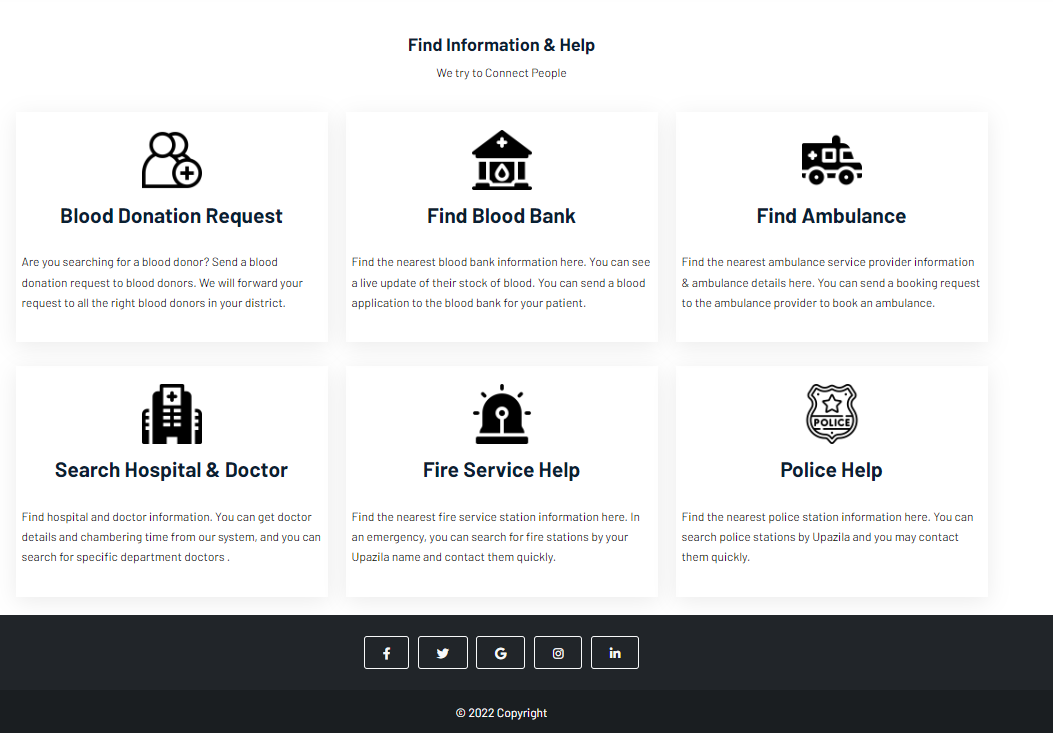 Find Information & Help
We try to Connect People
Blood Donation Request
Are you searching for a blood donor? Send a blood
donation request to blood donors. We will forward your
request to all the right blood donors in your district.
Find Blood Bank
Find the nearest blood bank information here. You can see
a live update of their stock of blood. You can send a blood
application to the blood bank for your patient.
Find Ambulance
Find the nearest ambulance service provider information
& ambulance details here. You can send a booking request
to the ambulance provider to book an ambulance.
Search Hospital & Doctor
Find hospital and doctor information. You can get doctor
details and chambering time from our system, and you can
search for specific department doctors .
Fire Service Help
Find the nearest fire service station information here. In
an emergency, you can search for fire stations by your
Upazila name and contact them quickly.
POLICE
Police Help
Find the nearest police station information here. You can
search police stations by Upazila and you may contact
them quickly.
© 2022 Copyright